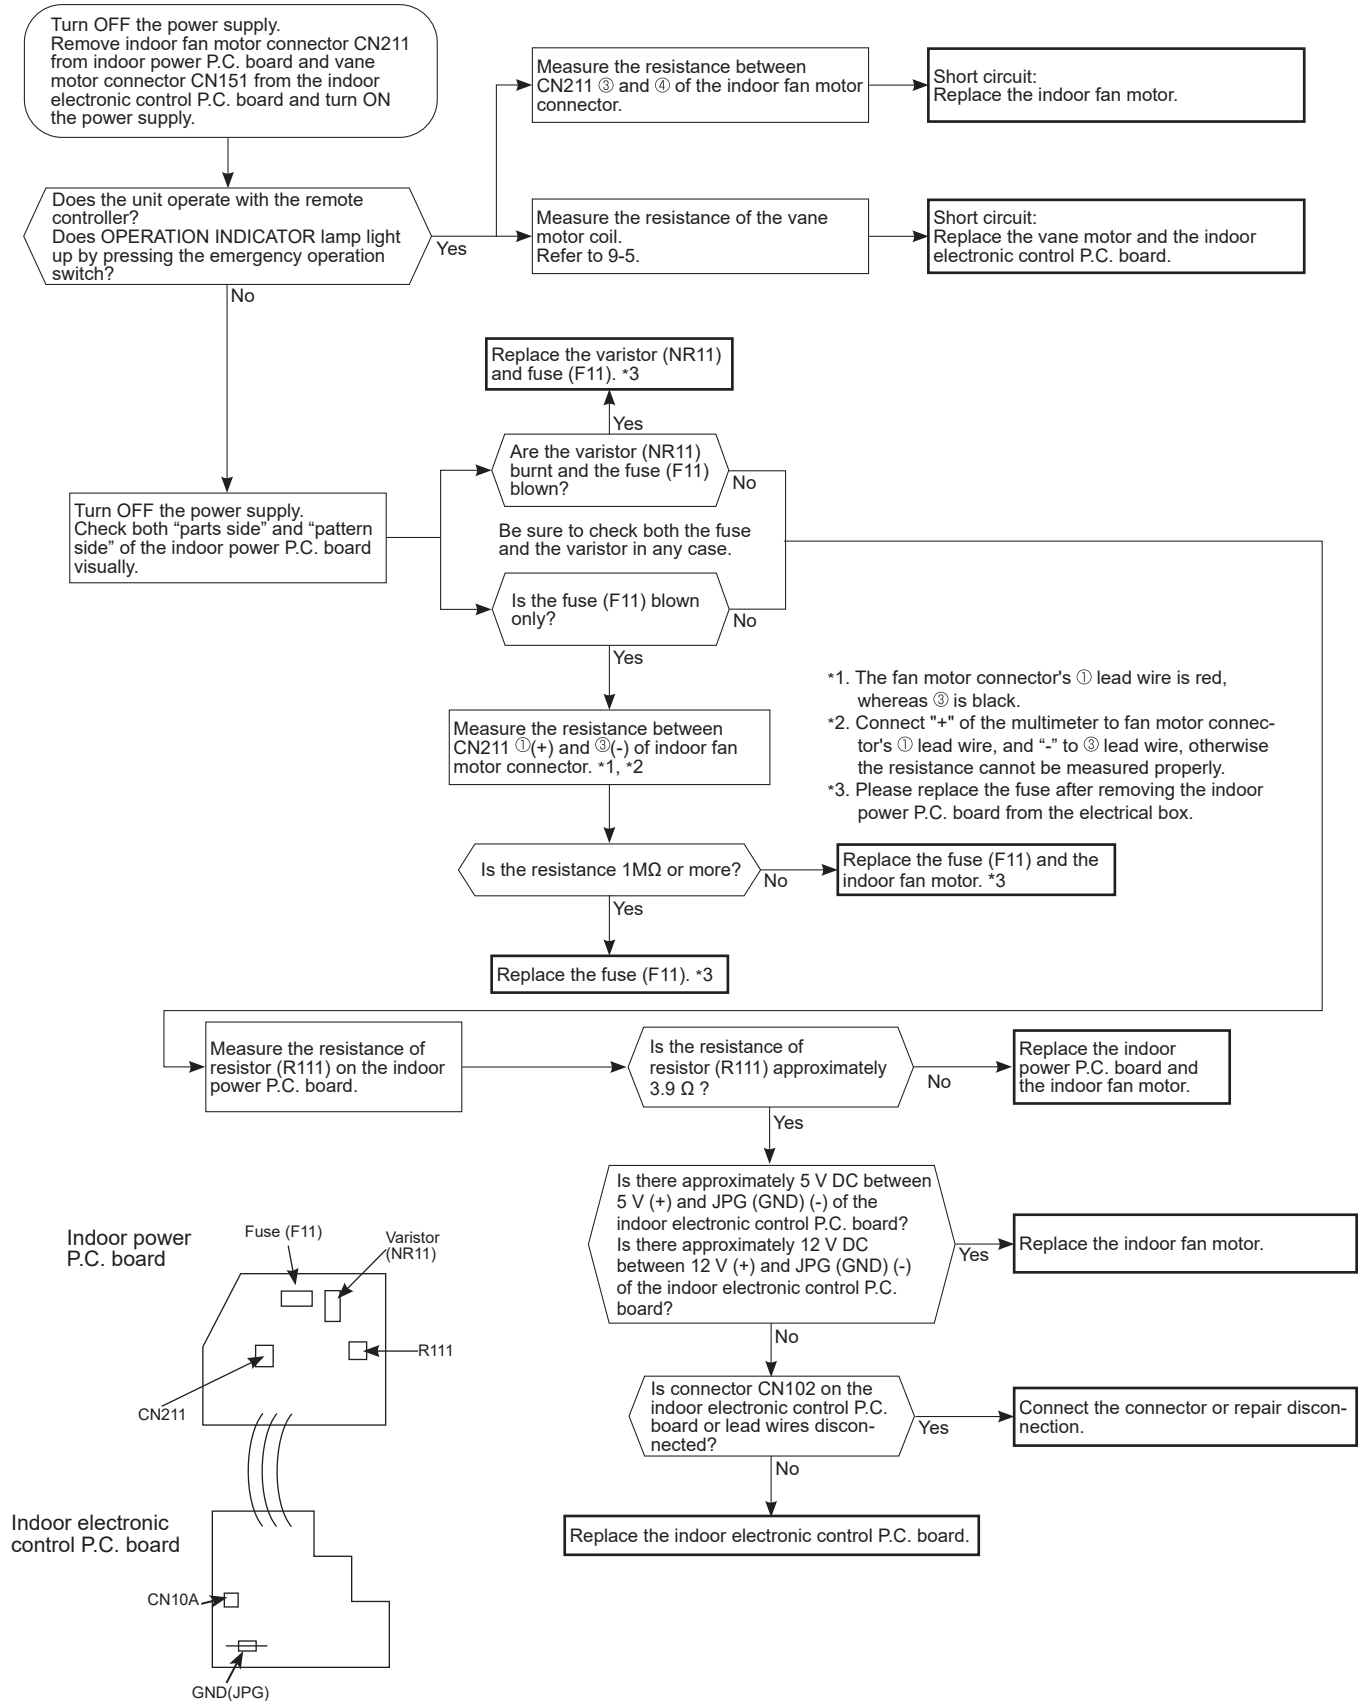 Turn OFF the power supply.
Remove indoor fan motor connector CN211
from indoor power P.C. board and vane
motor connector CN151 from the indoor
electronic control P.C. board and turn ON
the power supply.
Does the unit operate with the remote
controller?
Does OPERATION INDICATOR lamp light
up by pressing the emergency operation
switch?
Yes
No
Measure the resistance between
CN211 ③ and ④ of the indoor fan motor
connector.
Short circuit:
Replace the indoor fan motor.
Measure the resistance of the vane
motor coil.
Refer to 9-5.
Short circuit:
Replace the vane motor and the indoor
electronic control P.C. board.
Turn OFF the power supply.
Check both “parts side” and “pattern
side” of the indoor power P.C. board
visually.
Replace the varistor (NR11)
and fuse (F11). *3
Yes
Are the varistor (NR11)
burnt and the fuse (F11)
blown?
No
Be sure to check both the fuse
and the varistor in any case.
Is the fuse (F11) blown
only?
No
Yes
Measure the resistance between
CN211 ①(+) and ③(-) of indoor fan
motor connector. *1, *2
*1. The fan motor connector's ① lead wire is red,
whereas ③ is black.
*2. Connect "+" of the multimeter to fan motor connec-
tor's ① lead wire, and “-” to ③ lead wire, otherwise
the resistance cannot be measured properly.
*3. Please replace the fuse after removing the indoor
power P.C. board from the electrical box.
Is the resistance 1MΩ or more?
No
Replace the fuse (F11) and the
indoor fan motor. *3
Yes
Replace the fuse (F11). *3
Measure the resistance of
resistor (R111) on the indoor
power P.C. board.
Is the resistance of
resistor (R111) approximately
3.9 Ω ?
No
Replace the indoor
power P.C. board and
the indoor fan motor.
Yes
Is there approximately 5 V DC between
5 V (+) and JPG (GND) (-) of the
indoor electronic control P.C. board?
Is there approximately 12 V DC
between 12 V (+) and JPG (GND) (-)
of the indoor electronic control P.C.
board?
Yes
Replace the indoor fan motor.
No
Is connector CN102 on the
indoor electronic control P.C.
board or lead wires discon-
nected?
Yes
Connect the connector or repair discon-
nection.
No
Replace the indoor electronic control P.C. board.
Indoor power
P.C. board
Fuse (F11)
Varistor
(NR11)
R111
CN211
Indoor electronic
control P.C. board
CN10A
GND(JPG)